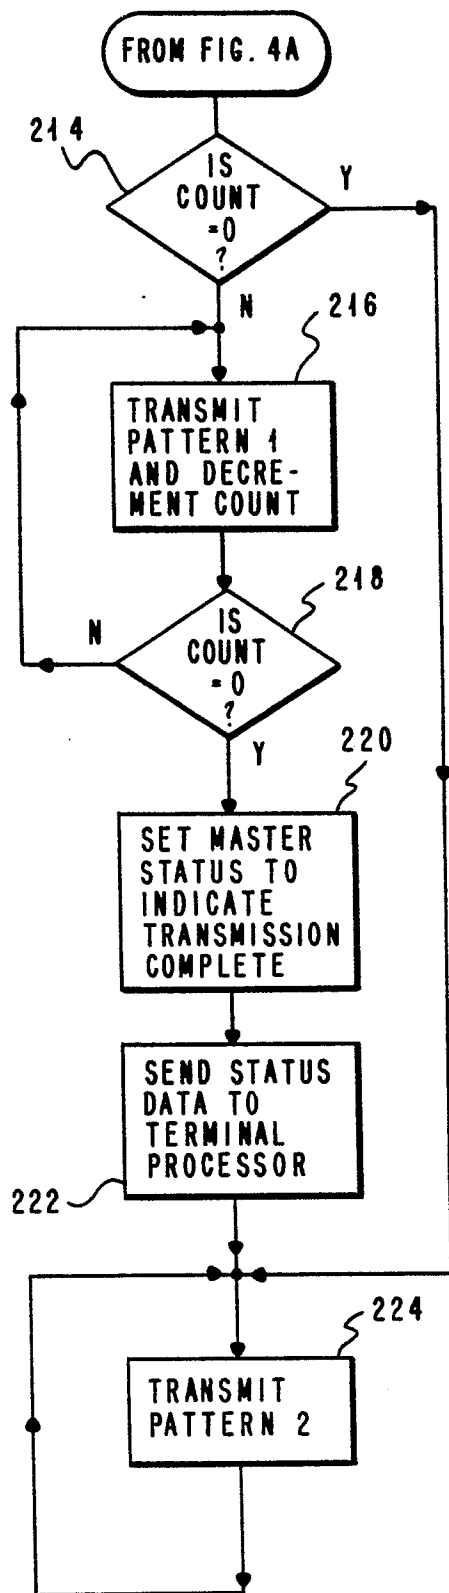 FROM FIG. 4A
214
IS
COUNT
=0
?
Y
N
216
TRANSMIT
PATTERN 1
AND DECRE-
MENT COUNT
218
N
IS
COUNT
=0
?
Y
220
SET MASTER
STATUS TO
INDICATE
TRANSMISSION
COMPLETE
SEND STATUS
DATA TO
TERMINAL
PROCESSOR
222
224
TRANSMIT
PATTERN 2